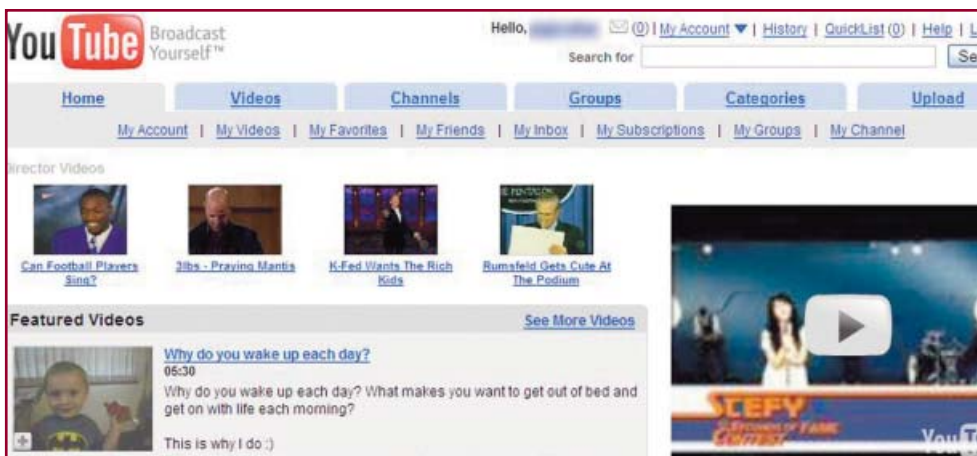 You Tube Broadcast
Yourself™
Hello, (0) | My Account ▼ | History | QuickList (0) | Help | L
Search for Se
Home Videos Channels Groups Categories Upload
My Account | My Videos | My Favorites | My Friends | My Inbox | My Subscriptions | My Groups | My Channel
Director Videos
Can Football Players
Sing?
3lbs - Praying Mantis
K-Fed Wants The Rich
Kids
Rumsfeld Gets Cute At
The Podium
Featured Videos See More Videos
Why do you wake up each day?
05:30
Why do you wake up each day? What makes you want to get out of bed and
get on with life each morning?
This is why I do :)
STEFY
OF FAME
CONTEST
You T